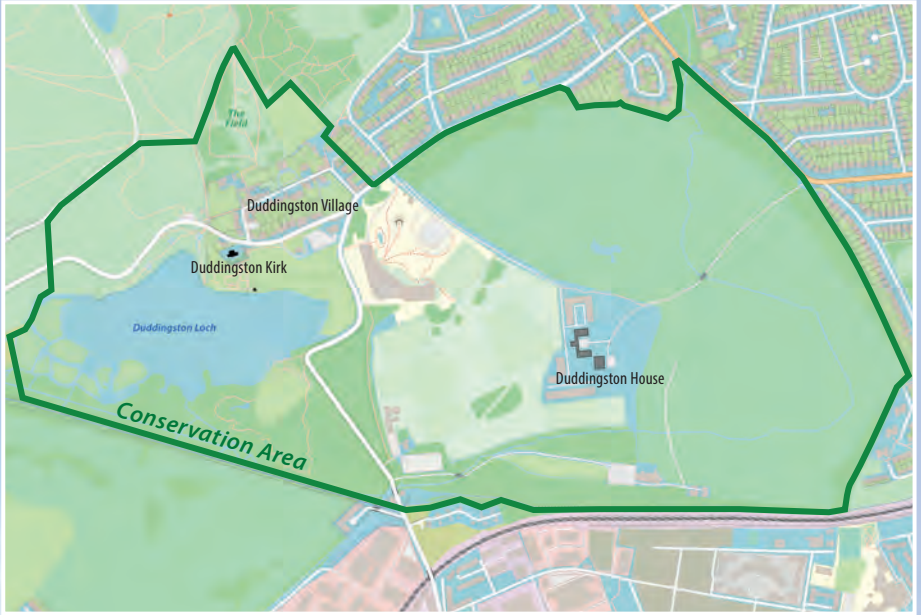 The
Field
Duddingston Village
Duddingston Kirk
Duddingston Loch
Duddingston House
Conservation Area